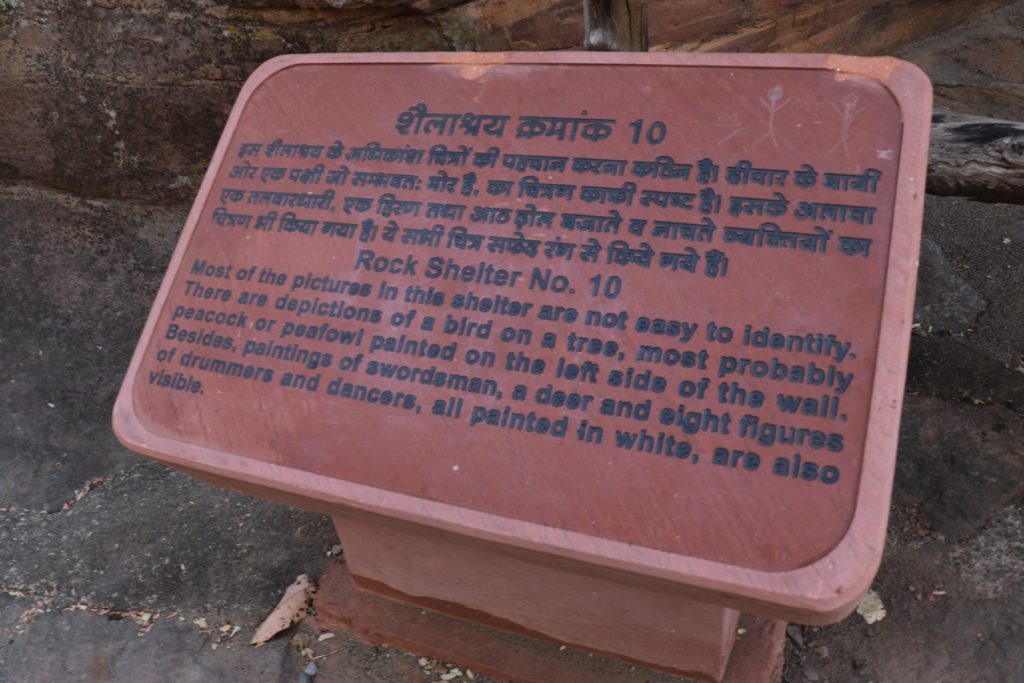 शैलाश्रय क्रमांक 10
इस शैलाश्रय के अधिकांश चित्रों की पहचान करना कठिन है। दीवार के बायीं
ओर एक पक्षी जो सम्भवतः मोर है, का चित्रण काफी स्पष्ट है। इसके अलावा
एक तलवारधारी, एक हिरण तथा आठ ढोल बजाते व नाचते व्यक्तियों का
चित्रण भी किया गया है। ये सभी चित्र सफेद रंग से किये गये हैं।
Rock Shelter No. 10
Most of the pictures in this shelter are not easy to identify.
There are depictions of a bird on a tree, most probably
peacock or peafowl painted on the left side of the wall.
Besides, paintings of swordsman, a deer and eight figures
of drummers and dancers, all painted in white, are also
visible.